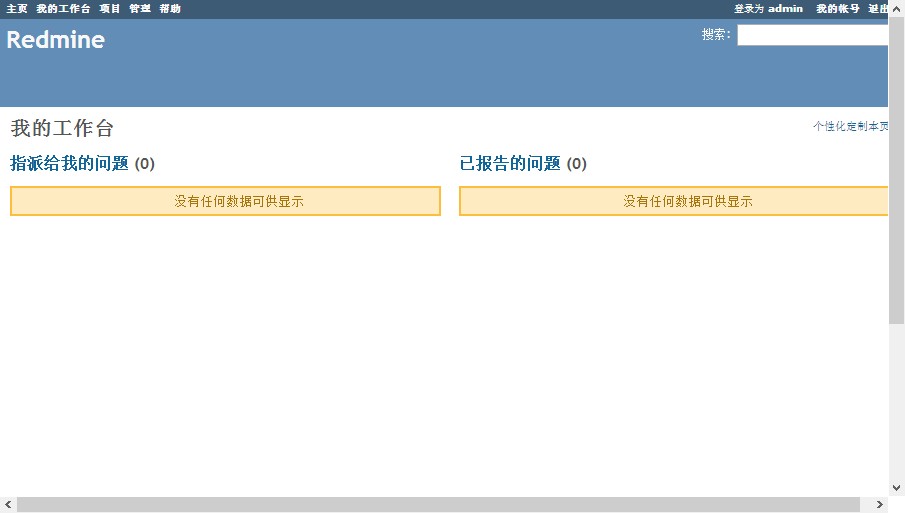 主页 我的工作台 项目 管理 帮助 登录为 admin 我的帐号 退出
Redmine 搜索:
我的工作台 个性化定制本页
指派给我的问题 (0) 已报告的问题 (0)
没有任何数据可供显示 没有任何数据可供显示